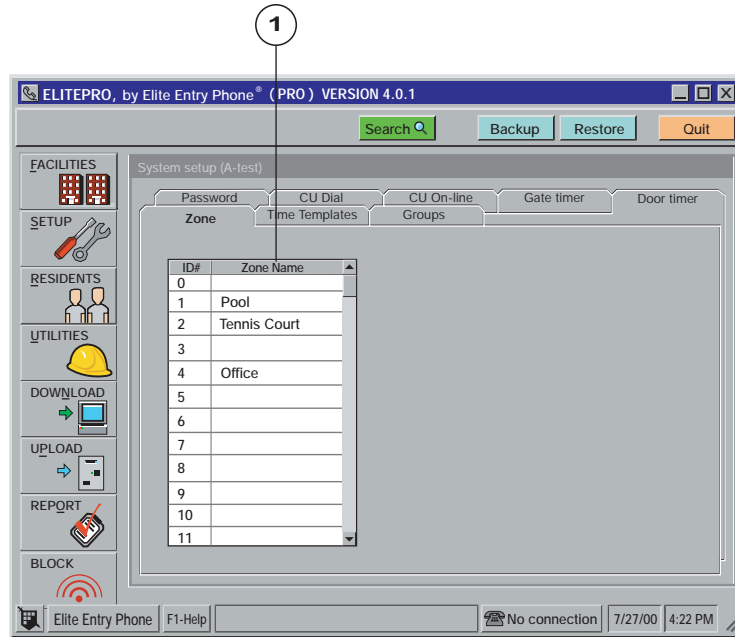 1
ELITEPRO, by Elite Entry Phone® (PRO) VERSION 4.0.1
Search Backup Restore Quit
FACILITIES
SETUP
RESIDENTS
UTILITIES
DOWNLOAD
UPLOAD
REPORT
BLOCK
System setup (A-test)
Password CU Dial CU On-line Gate timer Door timer
Zone Time Templates Groups
ID# Zone Name
0
1 Pool
2 Tennis Court
3
4 Office
5
6
7
8
9
10
11
Elite Entry Phone F1-Help No connection 7/27/00 4:22 PM